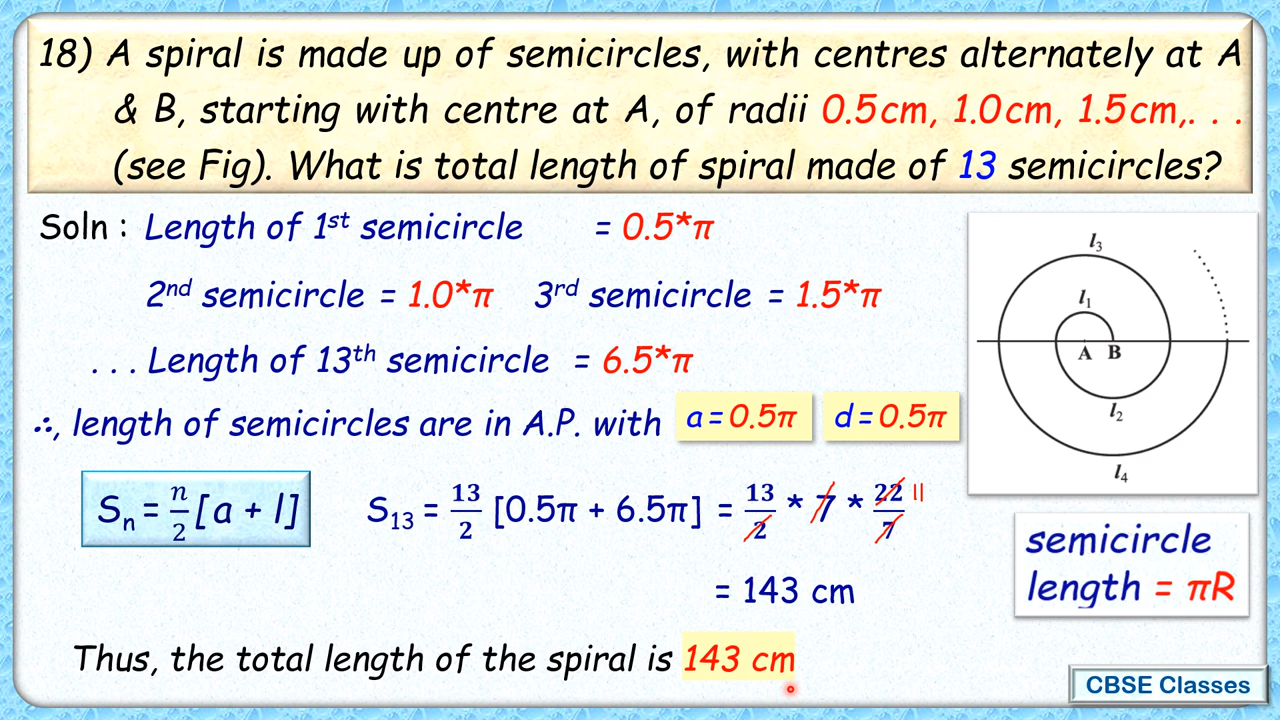 18) A spiral is made up of semicircles, with centres alternately at A
& B, starting with centre at A, of radii 0.5cm, 1.0cm, 1.5cm,. . .
(see Fig). What is total length of spiral made of 13 semicircles?
Soln : Length of 1st semicircle = 0.5*π
2nd semicircle = 1.0*π 3rd semicircle = 1.5*π
. . . Length of 13th semicircle = 6.5*π
∴, length of semicircles are in A.P. with a = 0.5π d = 0.5π
Sn = n/2 [a + l] S13 = 13/2 [0.5π + 6.5π] = 13/2 * 7 * 22/7 11
= 143 cm
Thus, the total length of the spiral is 143 cm
l3
l1
A B
l2
l4
semicircle
length = πR
CBSE Classes